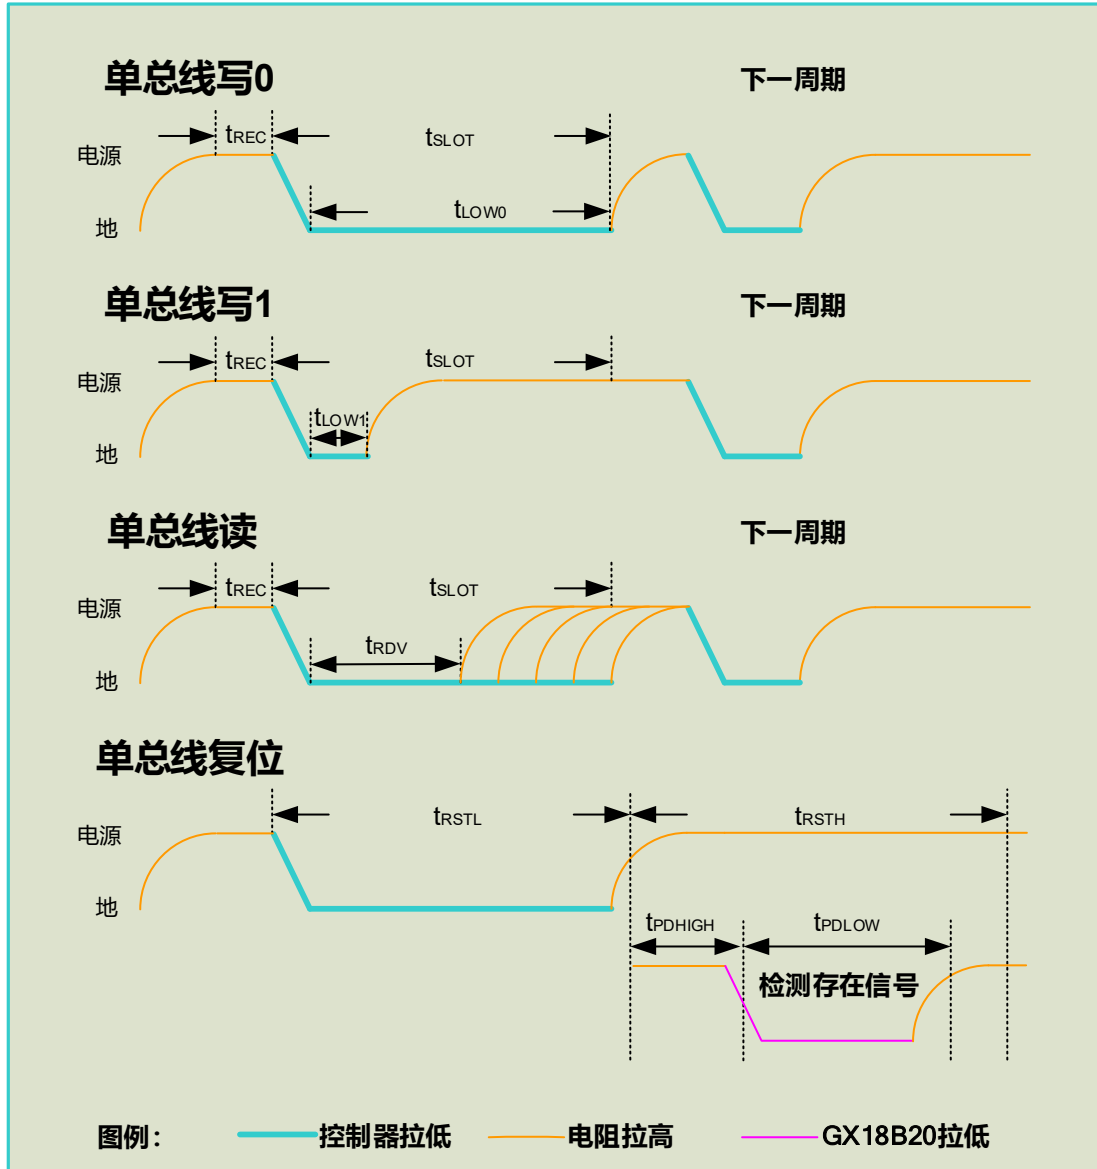 单总线写0 下一周期
tREC tSLOT
电源
tLOW0
地
单总线写1 下一周期
tREC tSLOT
电源
tLOW1
地
单总线读 下一周期
tREC tSLOT
电源
tRDV
地
单总线复位
tRSTL tRSTH
电源
地
tPDHIGH tPDLOW
检测存在信号
图例： 控制器拉低 电阻拉高 GX18B20拉低